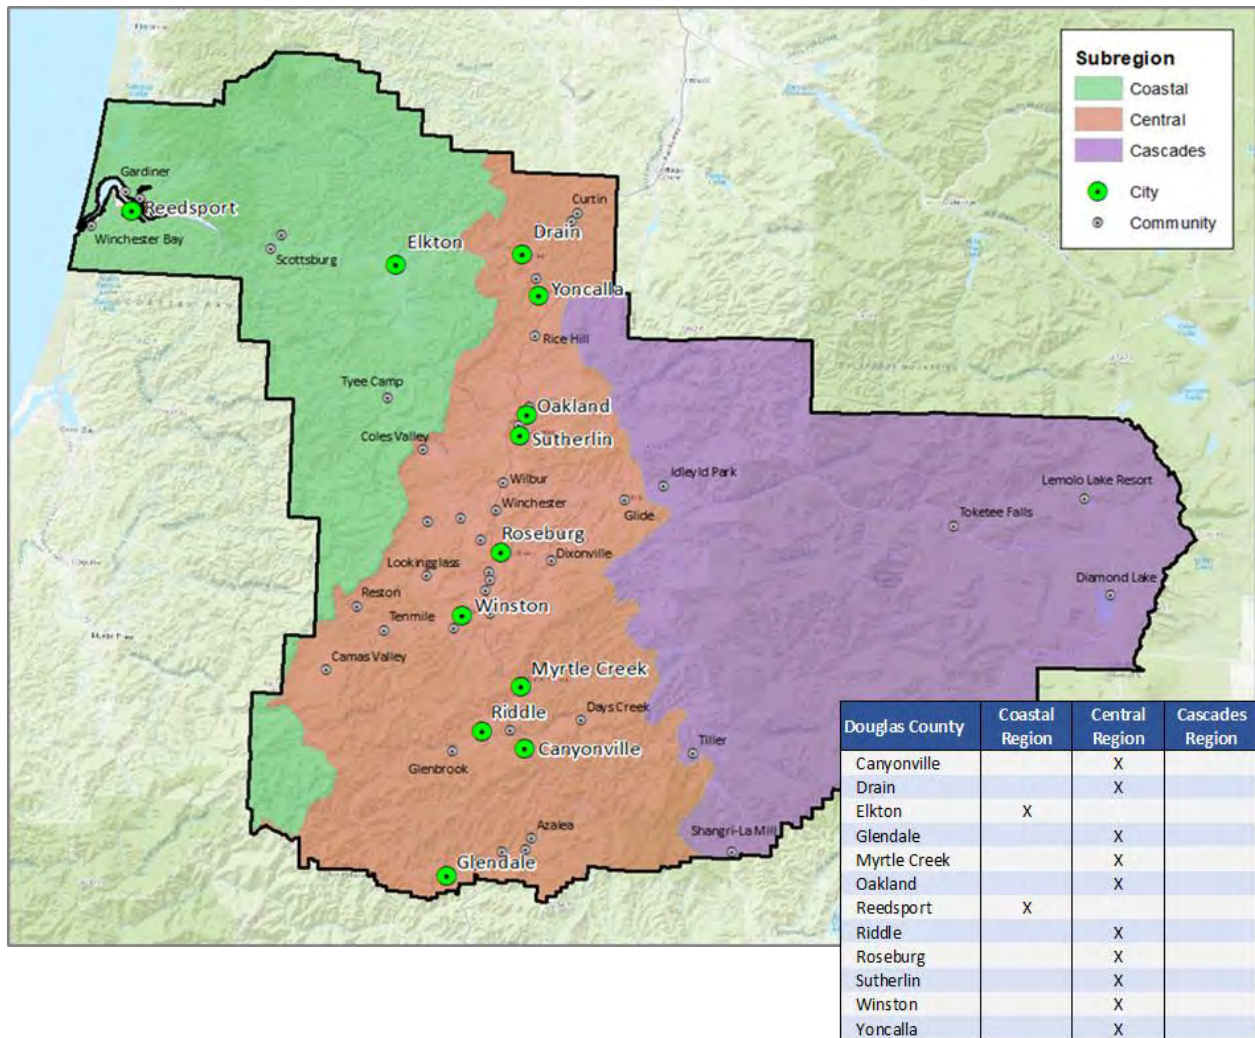 Subregion
Coastal
Central
Cascades
City
Community
Gardiner
Reedsport
Winchester Bay
Scottsburg
Elkton
Curtin
Drain
Yoncalla
Rice Hill
Tyee Camp
Oakland
Coles Valley
Sutherlin
Wilbur
Idleyld Park
Lemolo Lake Resort
Winchester
Glide
Toketee Falls
Roseburg
Dixonville
Lookingglass
Diamond Lake
Reston
Winston
Tenmile
Camas Valley
Myrtle Creek
Riddle
Days Creek
Canyonville
Tiller
Glenbrook
Azalea
Shangri-La Mill
Glendale
Douglas County Coastal Region Central Region Cascades Region
Canyonville X
Drain X
Elkton X
Glendale X
Myrtle Creek X
Oakland X
Reedsport X
Riddle X
Roseburg X
Sutherlin X
Winston X
Yoncalla X